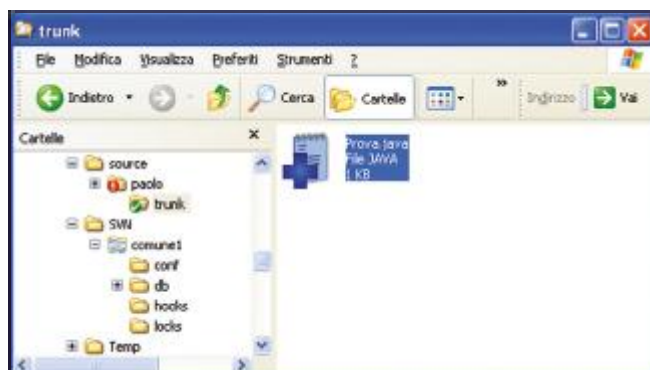 trunk
File Modifica Visualizza Preferiti Strumenti ?
Indietro Cerca Cartelle » Indirizzo Vai
Cartelle x
source
paolo
trunk
SVN
comune1
conf
db
hooks
locks
Temp
Prova.java
File JAVA
1 KB